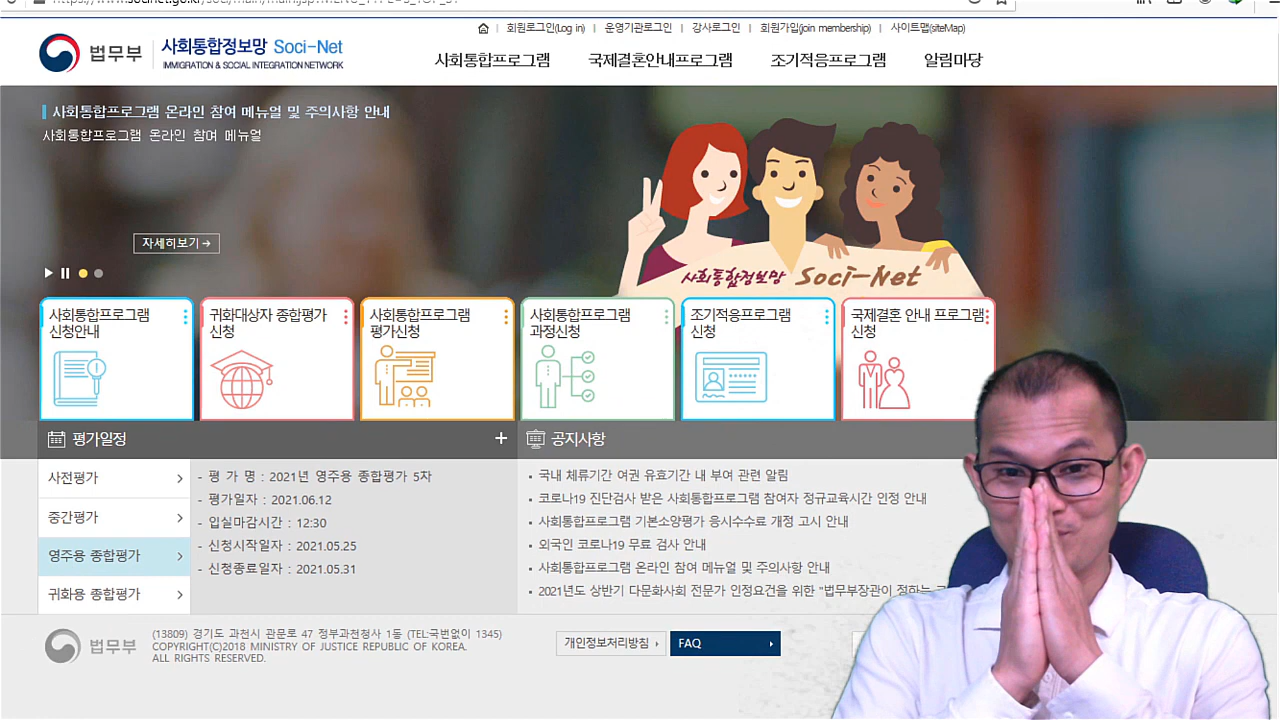 회원로그인(Log in) | 운영기관로그인 | 강사로그인 | 회원가입(join membership) | 사이트맵(siteMap)
법무부
사회통합정보망 Soci-Net
IMMIGRATION & SOCIAL INTEGRATION NETWORK
사회통합프로그램 국제결혼안내프로그램 조기적응프로그램 알림마당
사회통합프로그램 온라인 참여 메뉴얼 및 주의사항 안내
사회통합프로그램 온라인 참여 메뉴얼
자세히보기→
사회통합정보망 Soci-Net
사회통합프로그램
신청안내
귀화대상자 종합평가
신청
사회통합프로그램
평가신청
사회통합프로그램
과정신청
조기적응프로그램
신청
국제결혼 안내 프로그램
신청
평가일정 +
사전평가
중간평가
영주용 종합평가
귀화용 종합평가
- 평 가 명 : 2021년 영주용 종합평가 5차
- 평가일자 : 2021.06.12
- 입실마감시간 : 12:30
- 신청시작일자 : 2021.05.25
- 신청종료일자 : 2021.05.31
공지사항
국내 체류기간 여권 유효기간 내 부여 관련 알림
코로나19 진단검사 받은 사회통합프로그램 참여자 정규교육시간 인정 안내
사회통합프로그램 기본소양평가 응시수수료 개정 고시 안내
외국인 코로나19 무료 검사 안내
사회통합프로그램 온라인 참여 메뉴얼 및 주의사항 안내
2021년도 상반기 다문화사회 전문가 인정요건을 위한 "법무부장관이 정하는
법무부
(13809) 경기도 과천시 관문로 47 정부과천청사 1동 (TEL:국번없이 1345)
COPYRIGHT(C)2018 MINISTRY OF JUSTICE REPUBLIC OF KOREA.
ALL RIGHTS RESERVED.
개인정보처리방침
FAQ